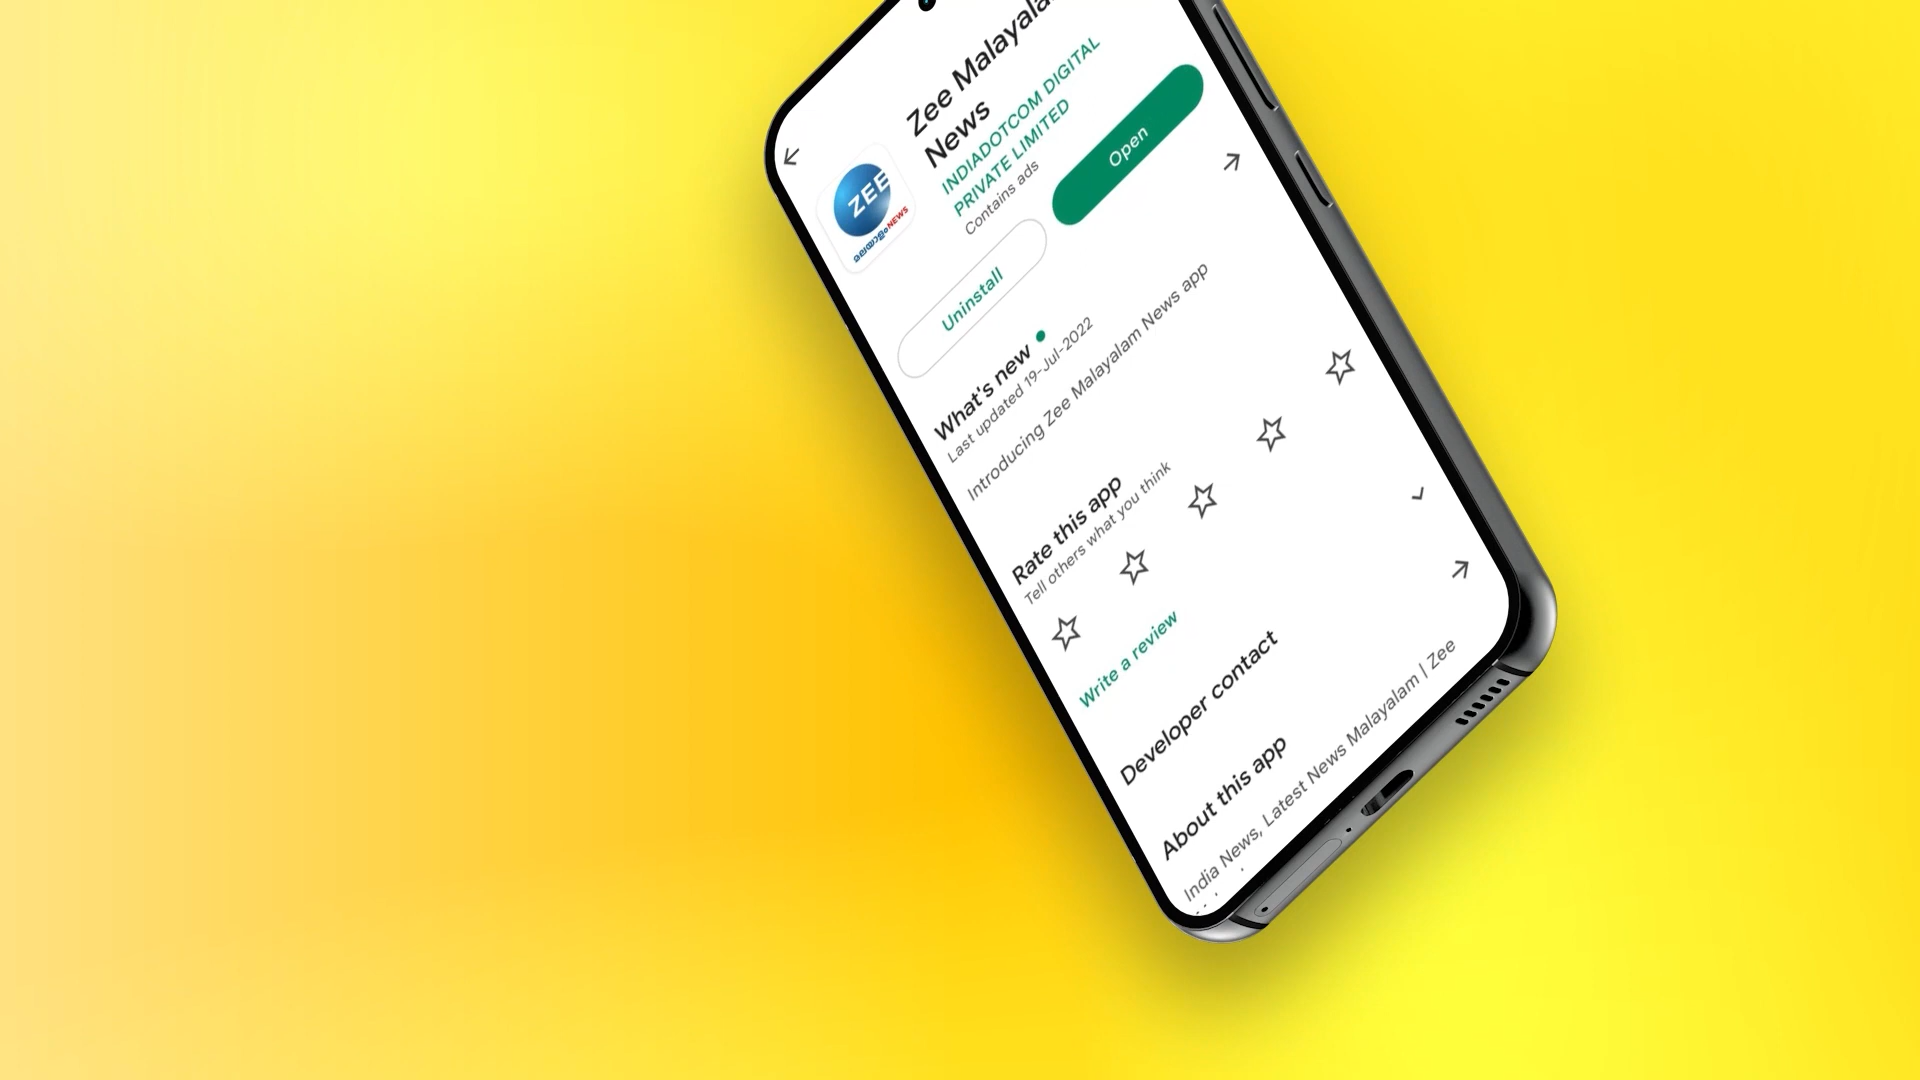 Zee Malayalam
News
INDIADOTCOM DIGITAL
PRIVATE LIMITED
Contains ads
ZEE
മലയാളം NEWS
Uninstall
Open
What's new
Last updated 19-Jul-2022
Introducing Zee Malayalam News app
Rate this app
Tell others what you think
Write a review
Developer contact
About this app
India News, Latest News Malayalam | Zee